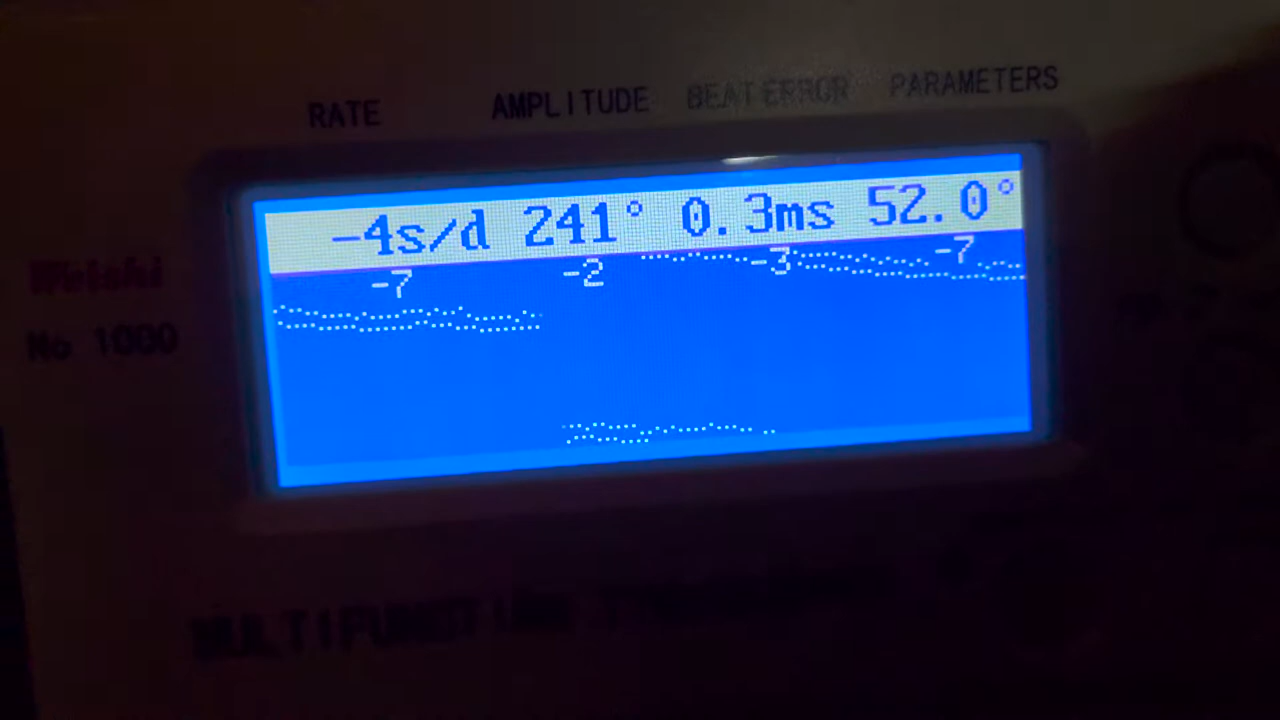 RATE AMPLITUDE BEAT ERROR PARAMETERS
-4s/d 241° 0.3ms 52.0°
-7 -2 -3 -7
No 1000